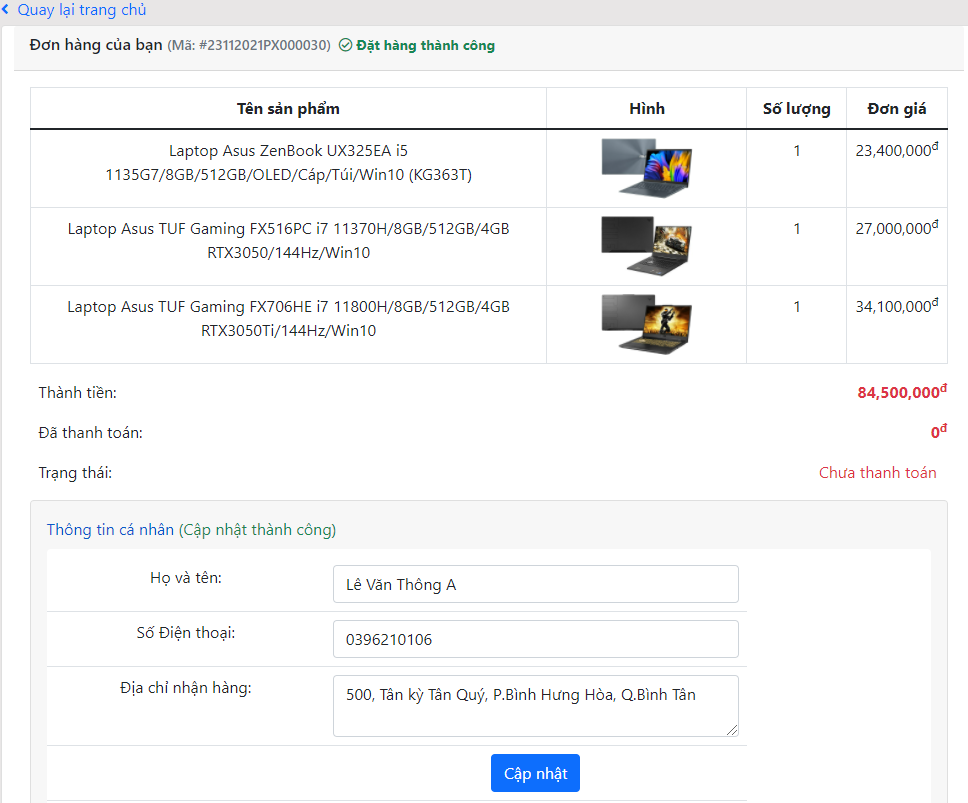 Quay lại trang chủ
Đơn hàng của bạn (Mã: #23112021PX000030) Đặt hàng thành công
Tên sản phẩm Hình Số lượng Đơn giá
Laptop Asus ZenBook UX325EA i5 1 23,400,000đ
1135G7/8GB/512GB/OLED/Cáp/Túi/Win10 (KG363T)
Laptop Asus TUF Gaming FX516PC i7 11370H/8GB/512GB/4GB 1 27,000,000đ
RTX3050/144Hz/Win10
Laptop Asus TUF Gaming FX706HE i7 11800H/8GB/512GB/4GB 1 34,100,000đ
RTX3050Ti/144Hz/Win10
Thành tiền: 84,500,000đ
Đã thanh toán: 0đ
Trạng thái: Chưa thanh toán
Thông tin cá nhân (Cập nhật thành công)
Họ và tên: Lê Văn Thông A
Số Điện thoại: 0396210106
Địa chỉ nhận hàng: 500, Tân kỳ Tân Quý, P.Bình Hưng Hòa, Q.Bình Tân
Cập nhật